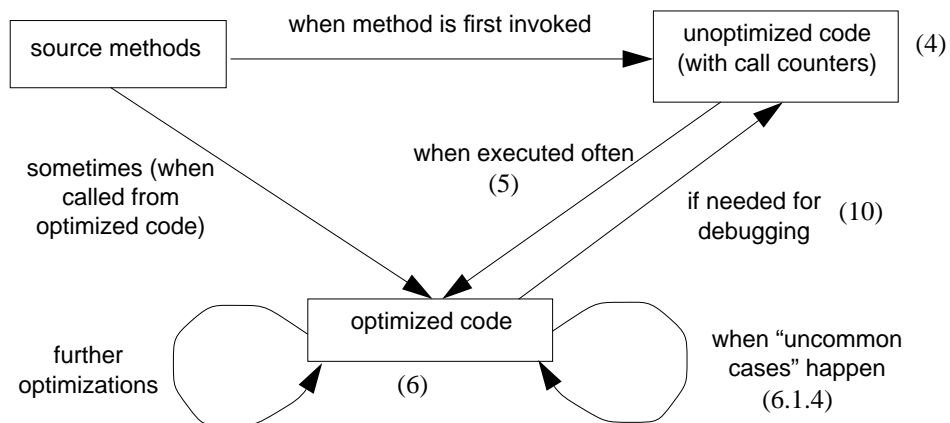 when method is first invoked
source methods
unoptimized code
(with call counters)
(4)
sometimes (when
called from
optimized code)
when executed often
(5)
if needed for
debugging
(10)
optimized code
(6)
further
optimizations
when “uncommon
cases” happen
(6.1.4)